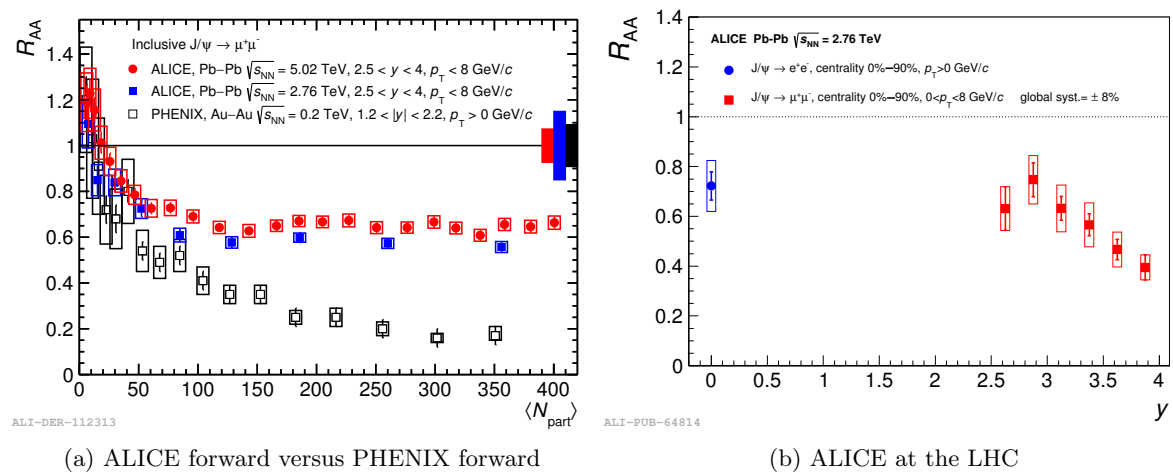 R_AA
1.4
1.2
1
0.8
0.6
0.4
0.2
0
Inclusive J/ψ → μ⁺μ⁻
ALICE, Pb–Pb √s_NN = 5.02 TeV, 2.5 < y < 4, p_T < 8 GeV/c
ALICE, Pb–Pb √s_NN = 2.76 TeV, 2.5 < y < 4, p_T < 8 GeV/c
PHENIX, Au–Au √s_NN = 0.2 TeV, 1.2 < |y| < 2.2, p_T > 0 GeV/c
0 50 100 150 200 250 300 350 400
⟨N_part⟩
ALI-DER-112313
(a) ALICE forward versus PHENIX forward
R_AA
1.4
1.2
1
0.8
0.6
0.4
0.2
0
ALICE Pb-Pb √s_NN = 2.76 TeV
J/ψ → e⁺e⁻, centrality 0%–90%, p_T>0 GeV/c
J/ψ → μ⁺μ⁻, centrality 0%–90%, 0<p_T<8 GeV/c global syst.= ± 8%
0 0.5 1 1.5 2 2.5 3 3.5 4
y
ALI-PUB-64814
(b) ALICE at the LHC